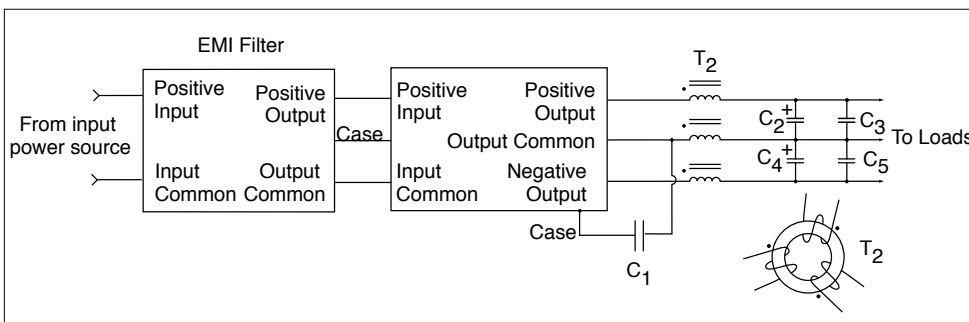 EMI Filter
T2
Positive
Input
Positive
Output
Positive
Input
Positive
Output
From input
power source
Case
Output Common
C2
+
C3
To Loads
Input
Common
Output
Common
Input
Common
Negative
Output
C4
+
C5
Case
C1
T2